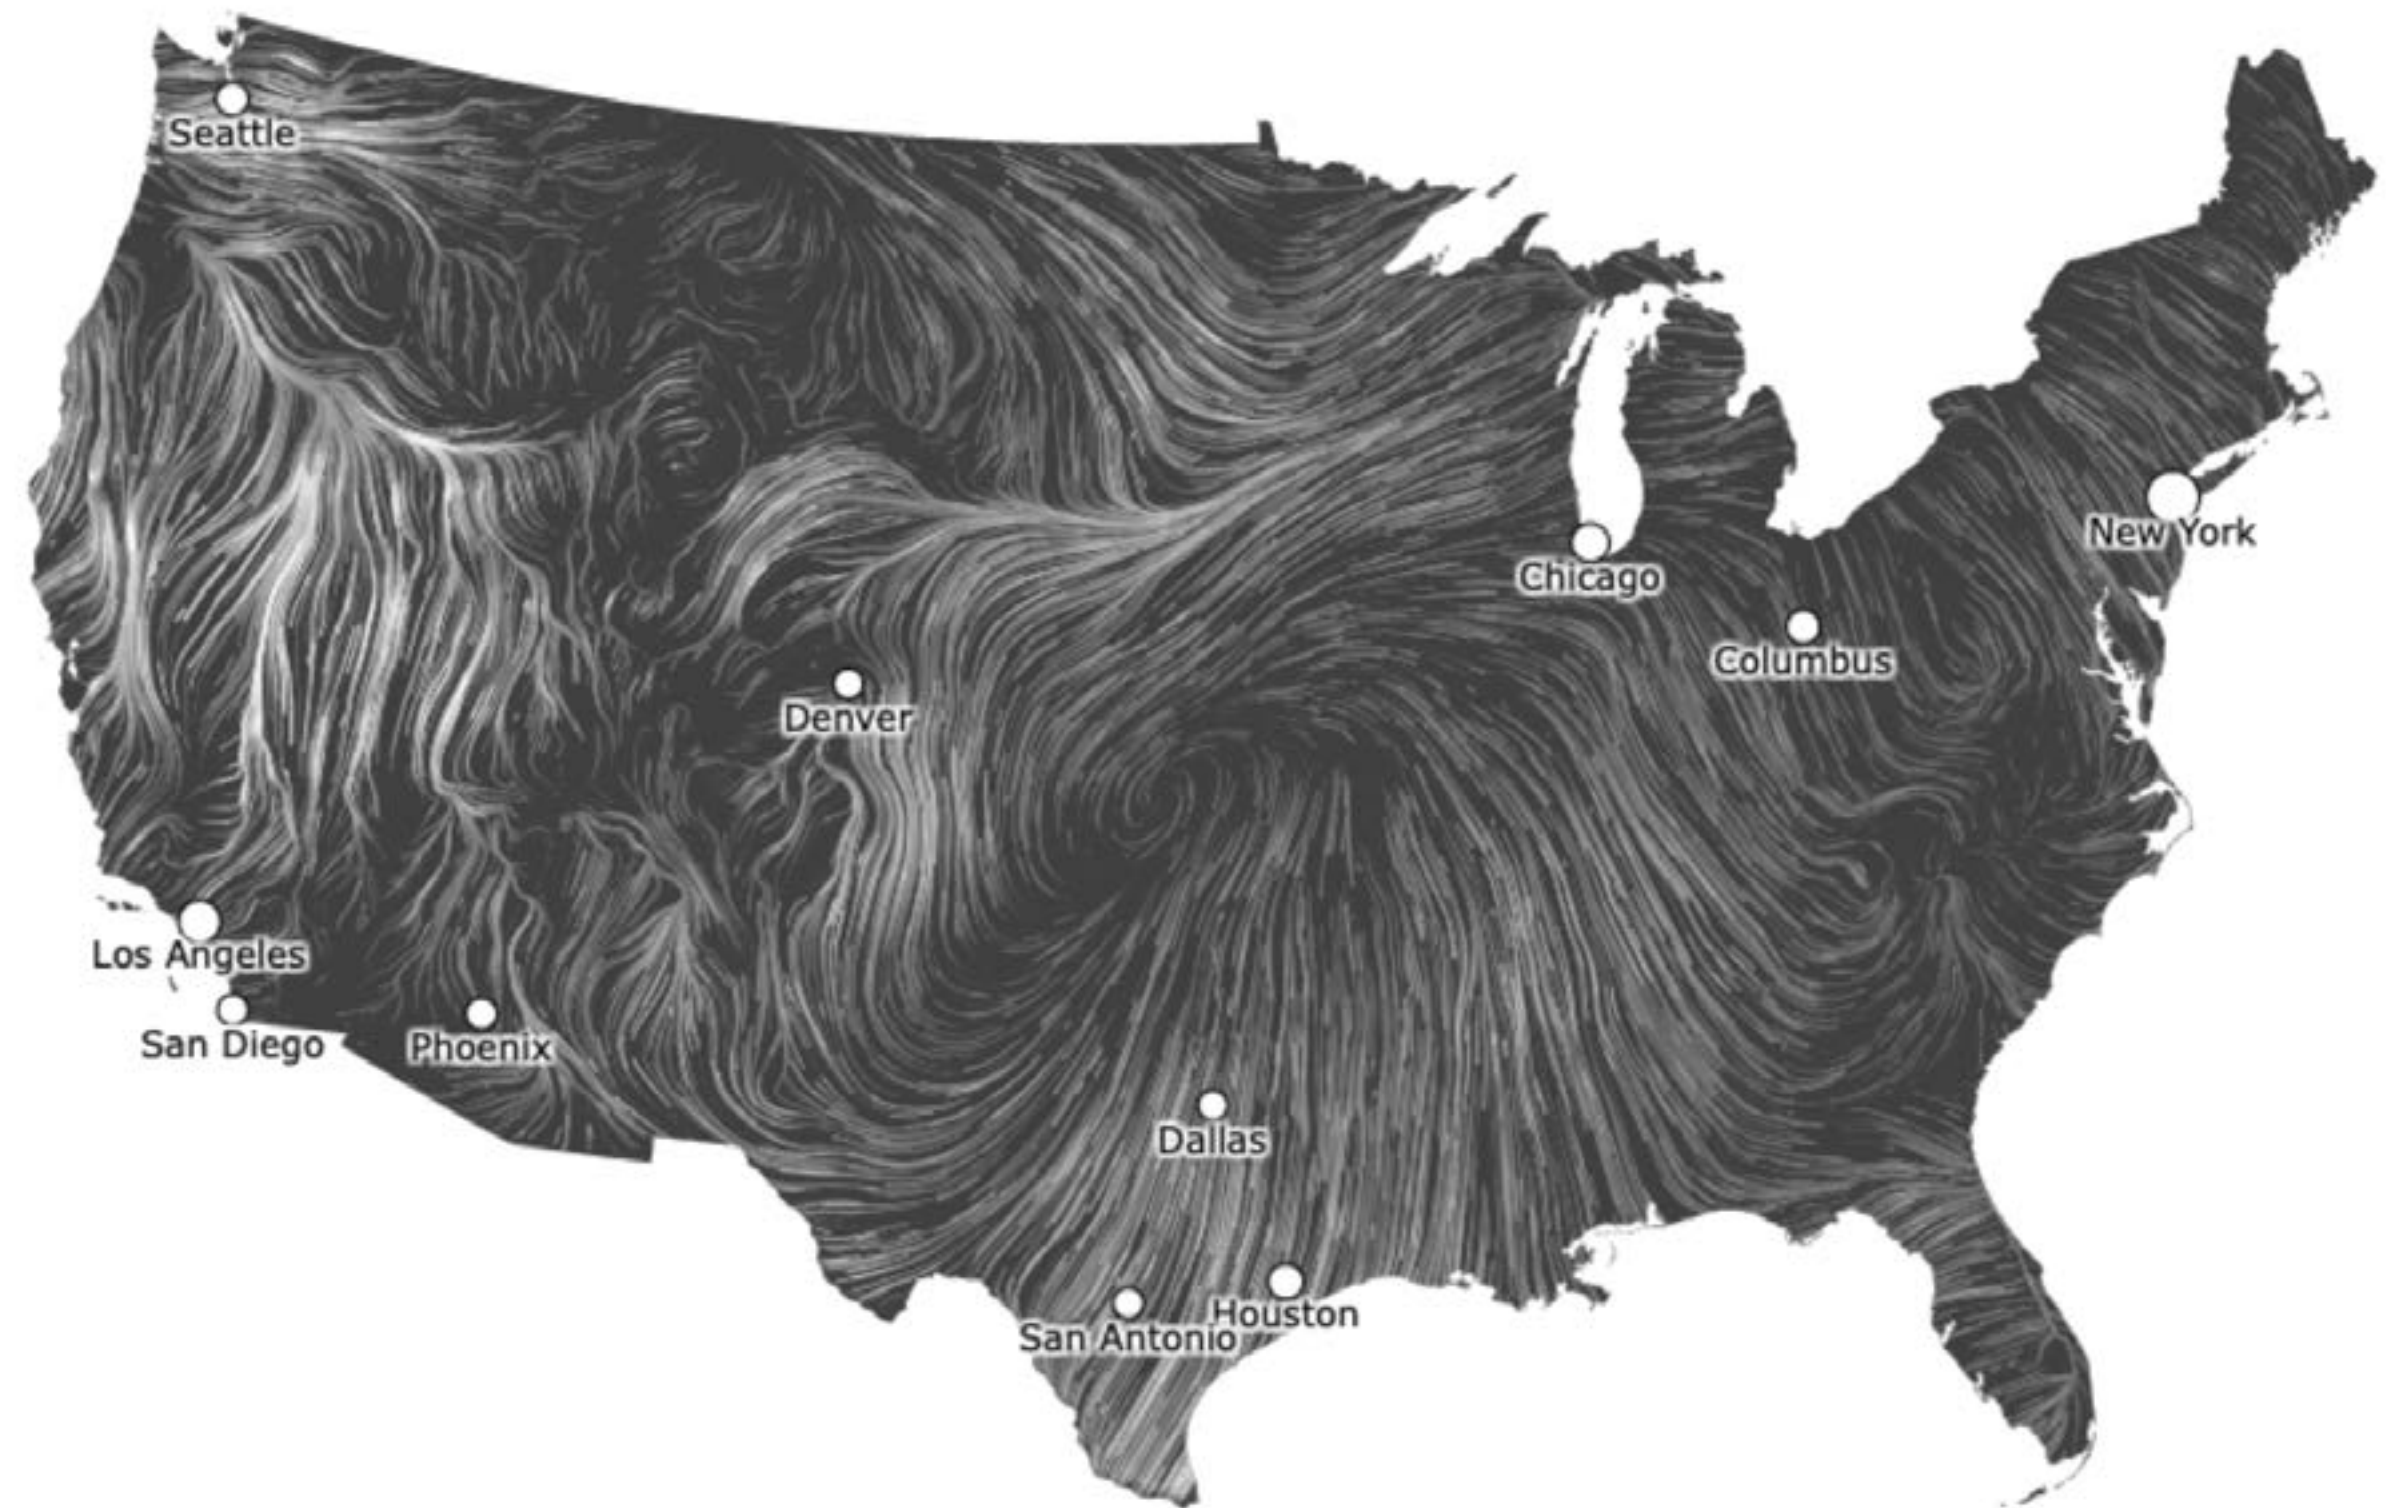 Seattle
New York
Chicago
Columbus
Denver
Los Angeles
San Diego
Phoenix
Dallas
Houston
San Antonio